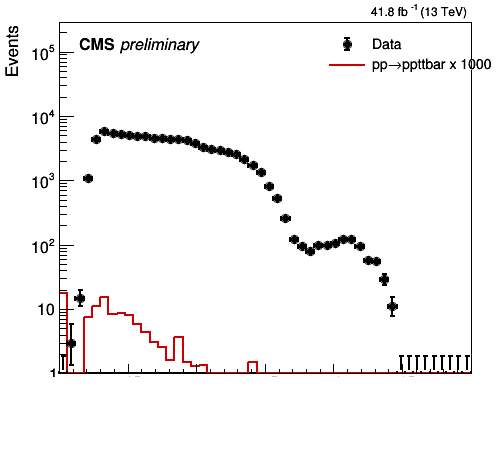 41.8 fb⁻¹ (13 TeV)
Events
CMS preliminary
Data
pp→ppttbar x 1000
10⁵
10⁴
10³
10²
10
1